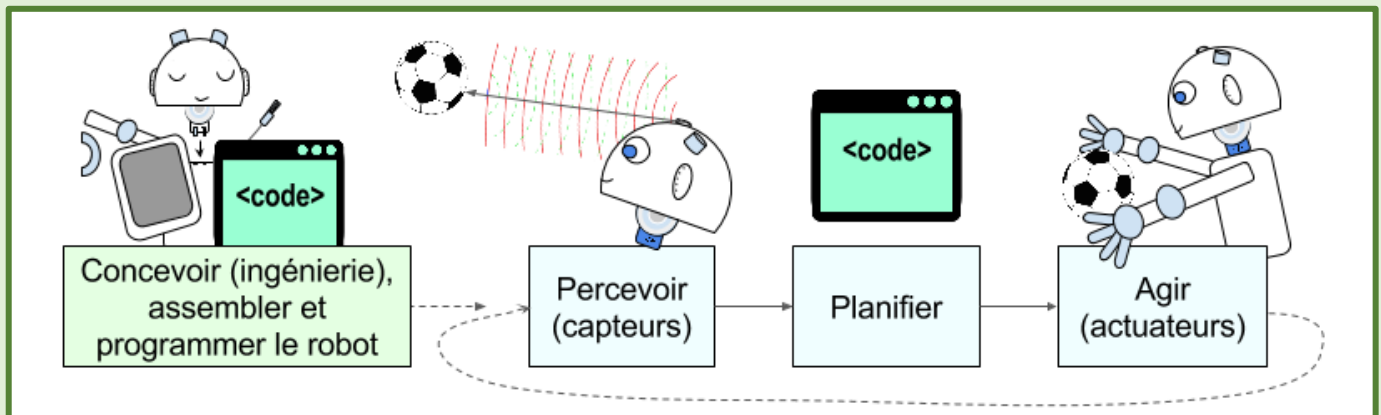 <code>
<code>
Concevoir (ingénierie),
assembler et
programmer le robot
Percevoir
(capteurs)
Planifier
Agir
(actuateurs)